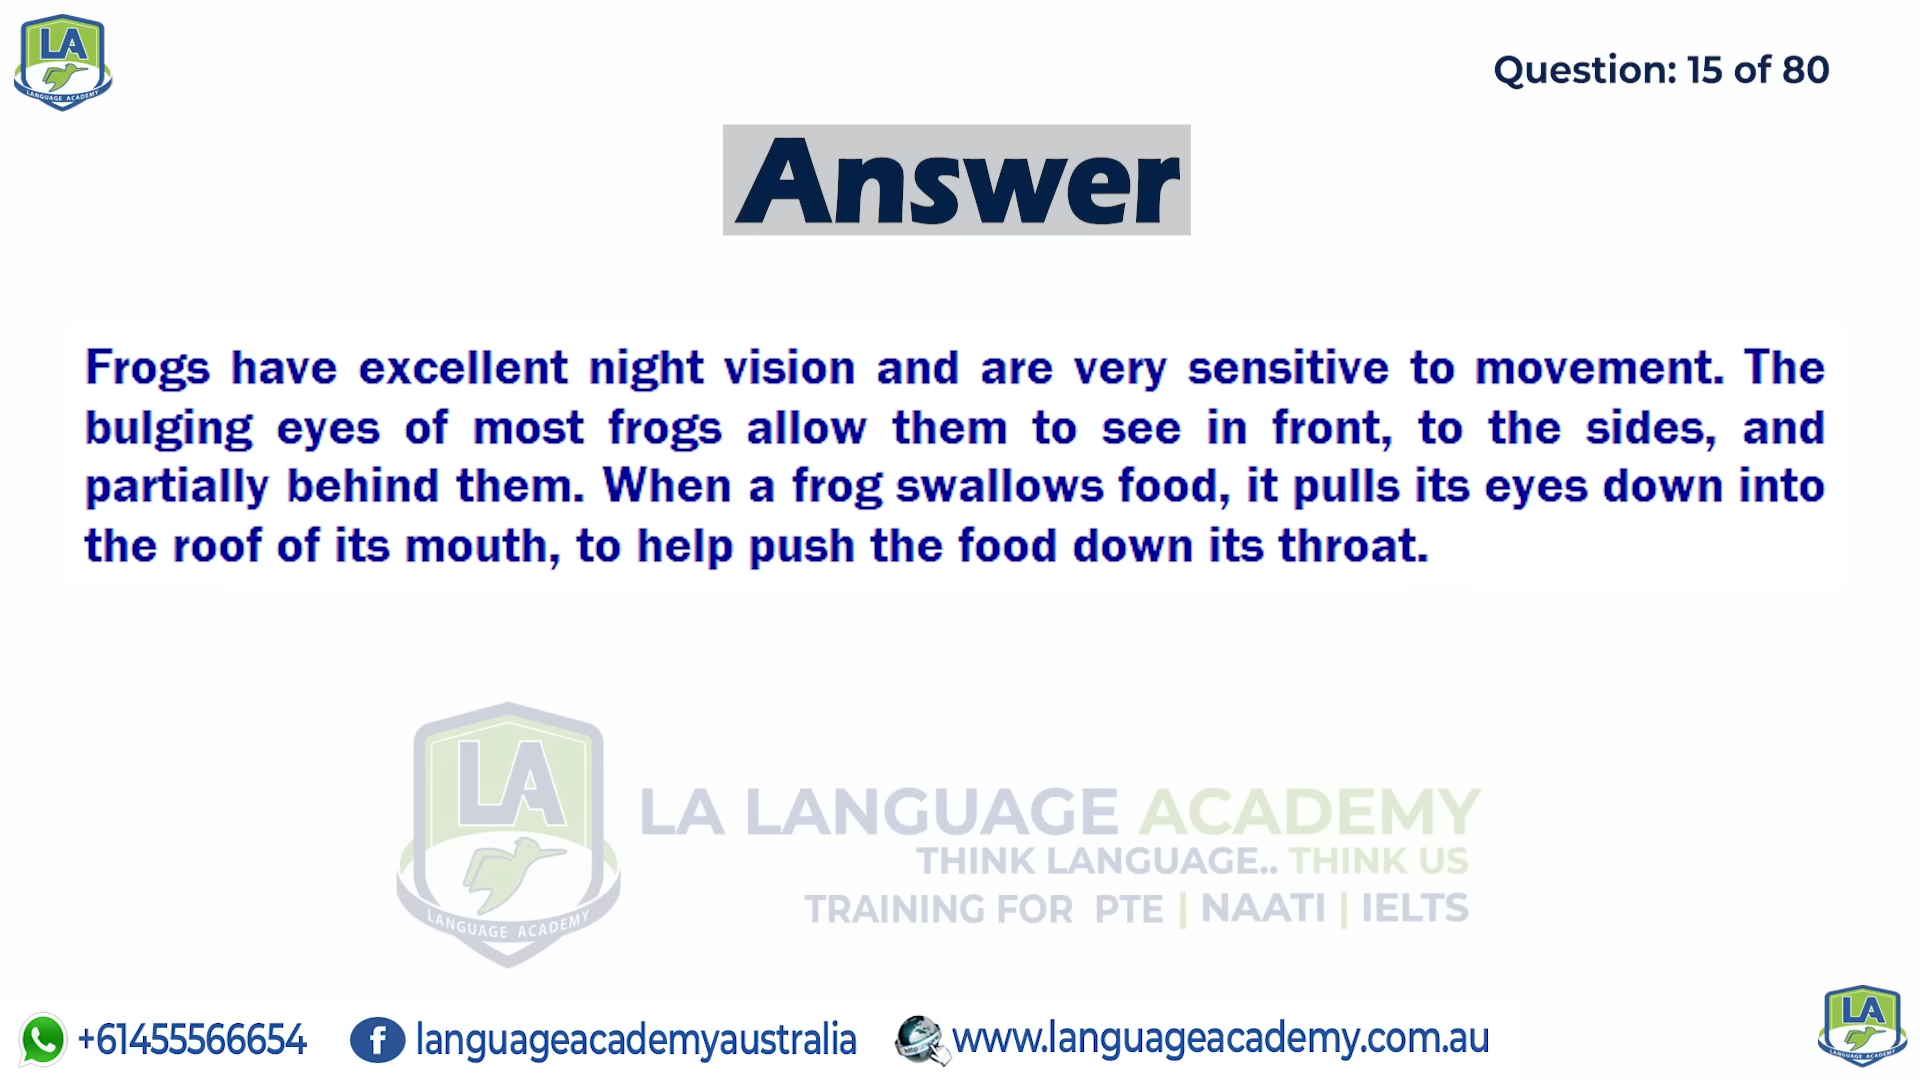 LA
LANGUAGE ACADEMY
Question: 15 of 80
Answer
Frogs have excellent night vision and are very sensitive to movement. The
bulging eyes of most frogs allow them to see in front, to the sides, and
partially behind them. When a frog swallows food, it pulls its eyes down into
the roof of its mouth, to help push the food down its throat.
LA
LANGUAGE ACADEMY
LA LANGUAGE ACADEMY
THINK LANGUAGE.. THINK US
TRAINING FOR PTE | NAATI | IELTS
+61455566654
f languageacademyaustralia
http:// www.languageacademy.com.au
LA
LANGUAGE ACADEMY